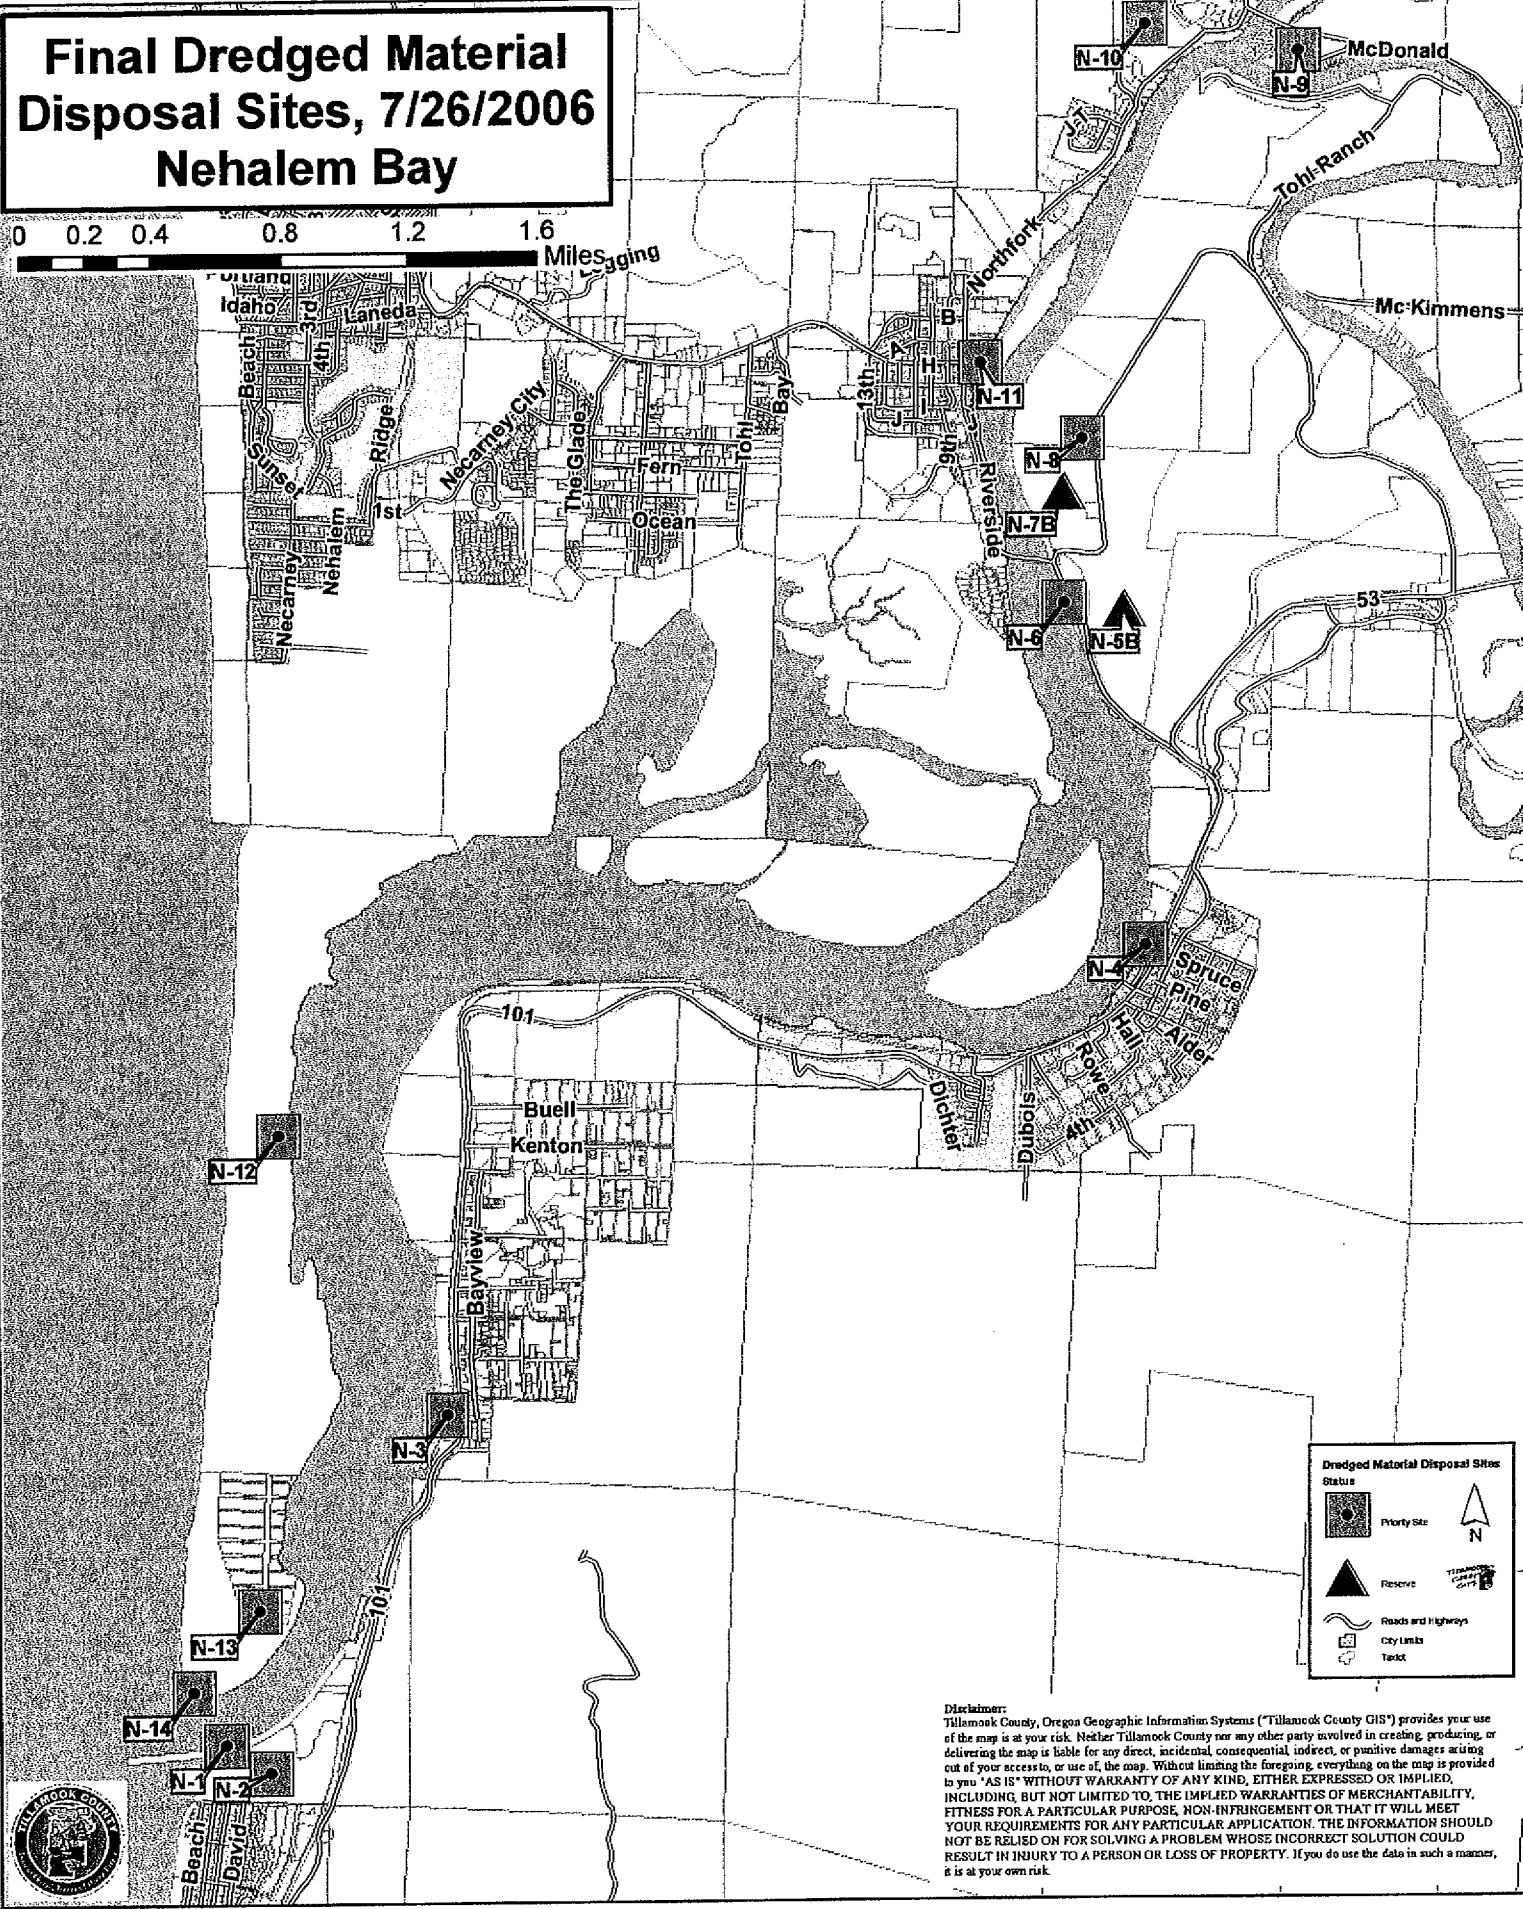 Final Dredged Material
Disposal Sites, 7/26/2006
Nehalem Bay
0 0.2 0.4 0.8 1.2 1.6
Miles
N-10
N-9
McDonald
J-T
Tohl-Ranch
Northfork
Mc-Kimmens
Portland
Idaho
3rd
4th
Laneda
Beach
Ridge
Necarney-City
The Glade
Fern
Tohl
Bay
Ocean
Sunset
1st
Nehalem
Necarney
13th
A
B
H
J
I
J
9th
N-11
N-8
N-7B
Riverside
N-6
N-5B
53
N-4
Spruce
Pine
Hall
Alder
Rowe
4th
Dubois
Dichter
101
Buell
Kenton
N-12
Bayview
N-3
101
N-13
N-14
N-1
N-2
Beach
David
TILLAMOOK COUNTY
Dredged Material Disposal Sites
Status
Priority Site
N
Reserve
Roads and Highways
City Limits
Taxlot
Disclaimer:
Tillamook County, Oregon Geographic Information Systems ("Tillamook County GIS") provides your use
of the map is at your risk. Neither Tillamook County nor any other party involved in creating, producing, or
delivering the map is liable for any direct, incidental, consequential, indirect, or punitive damages arising
out of your access to, or use of, the map. Without limiting the foregoing, everything on the map is provided
to you "AS IS" WITHOUT WARRANTY OF ANY KIND, EITHER EXPRESSED OR IMPLIED,
INCLUDING, BUT NOT LIMITED TO, THE IMPLIED WARRANTIES OF MERCHANTABILITY,
FITNESS FOR A PARTICULAR PURPOSE, NON-INFRINGEMENT OR THAT IT WILL MEET
YOUR REQUIREMENTS FOR ANY PARTICULAR APPLICATION. THE INFORMATION SHOULD
NOT BE RELIED ON FOR SOLVING A PROBLEM WHOSE INCORRECT SOLUTION COULD
RESULT IN INJURY TO A PERSON OR LOSS OF PROPERTY. If you do use the data in such a manner,
it is at your own risk.